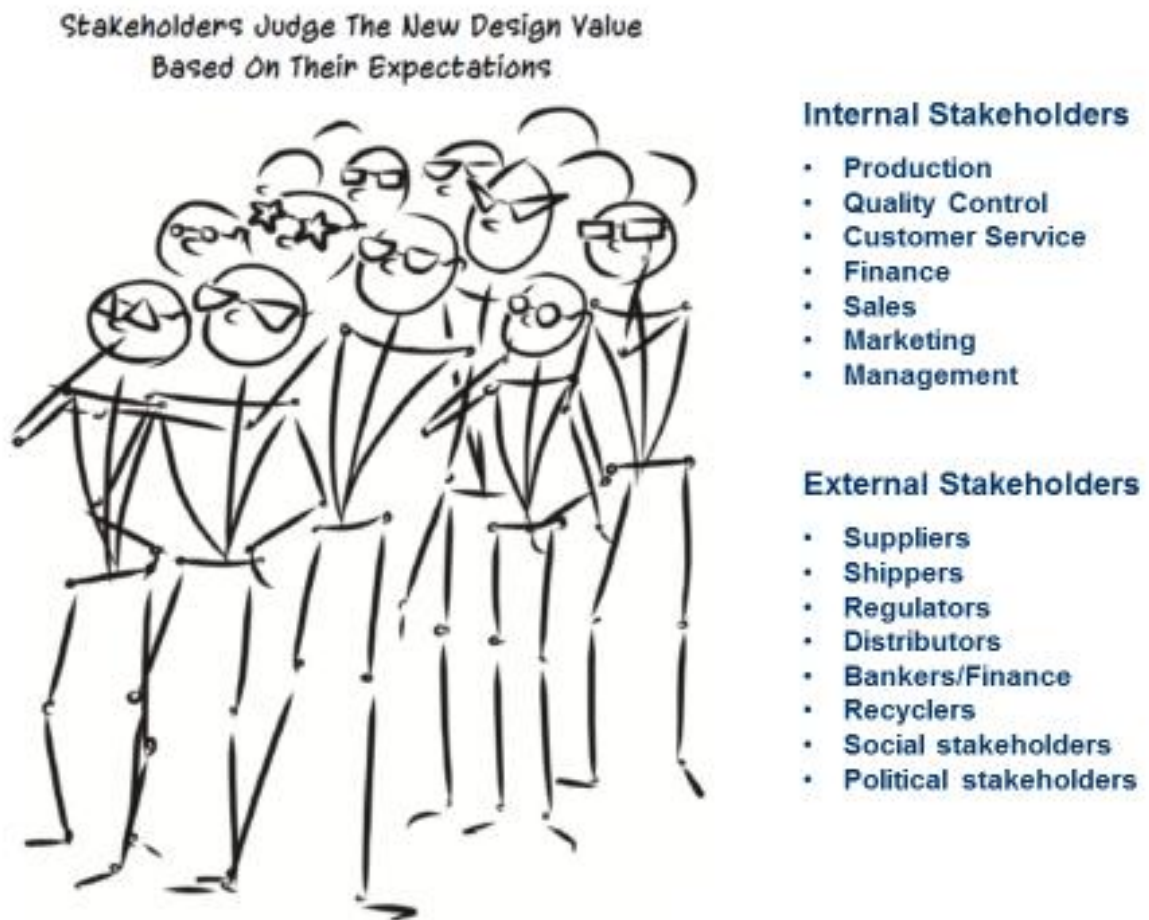 Stakeholders Judge The New Design Value
Based On Their Expectations
Internal Stakeholders
• Production
• Quality Control
• Customer Service
• Finance
• Sales
• Marketing
• Management
External Stakeholders
• Suppliers
• Shippers
• Regulators
• Distributors
• Bankers/Finance
• Recyclers
• Social stakeholders
• Political stakeholders